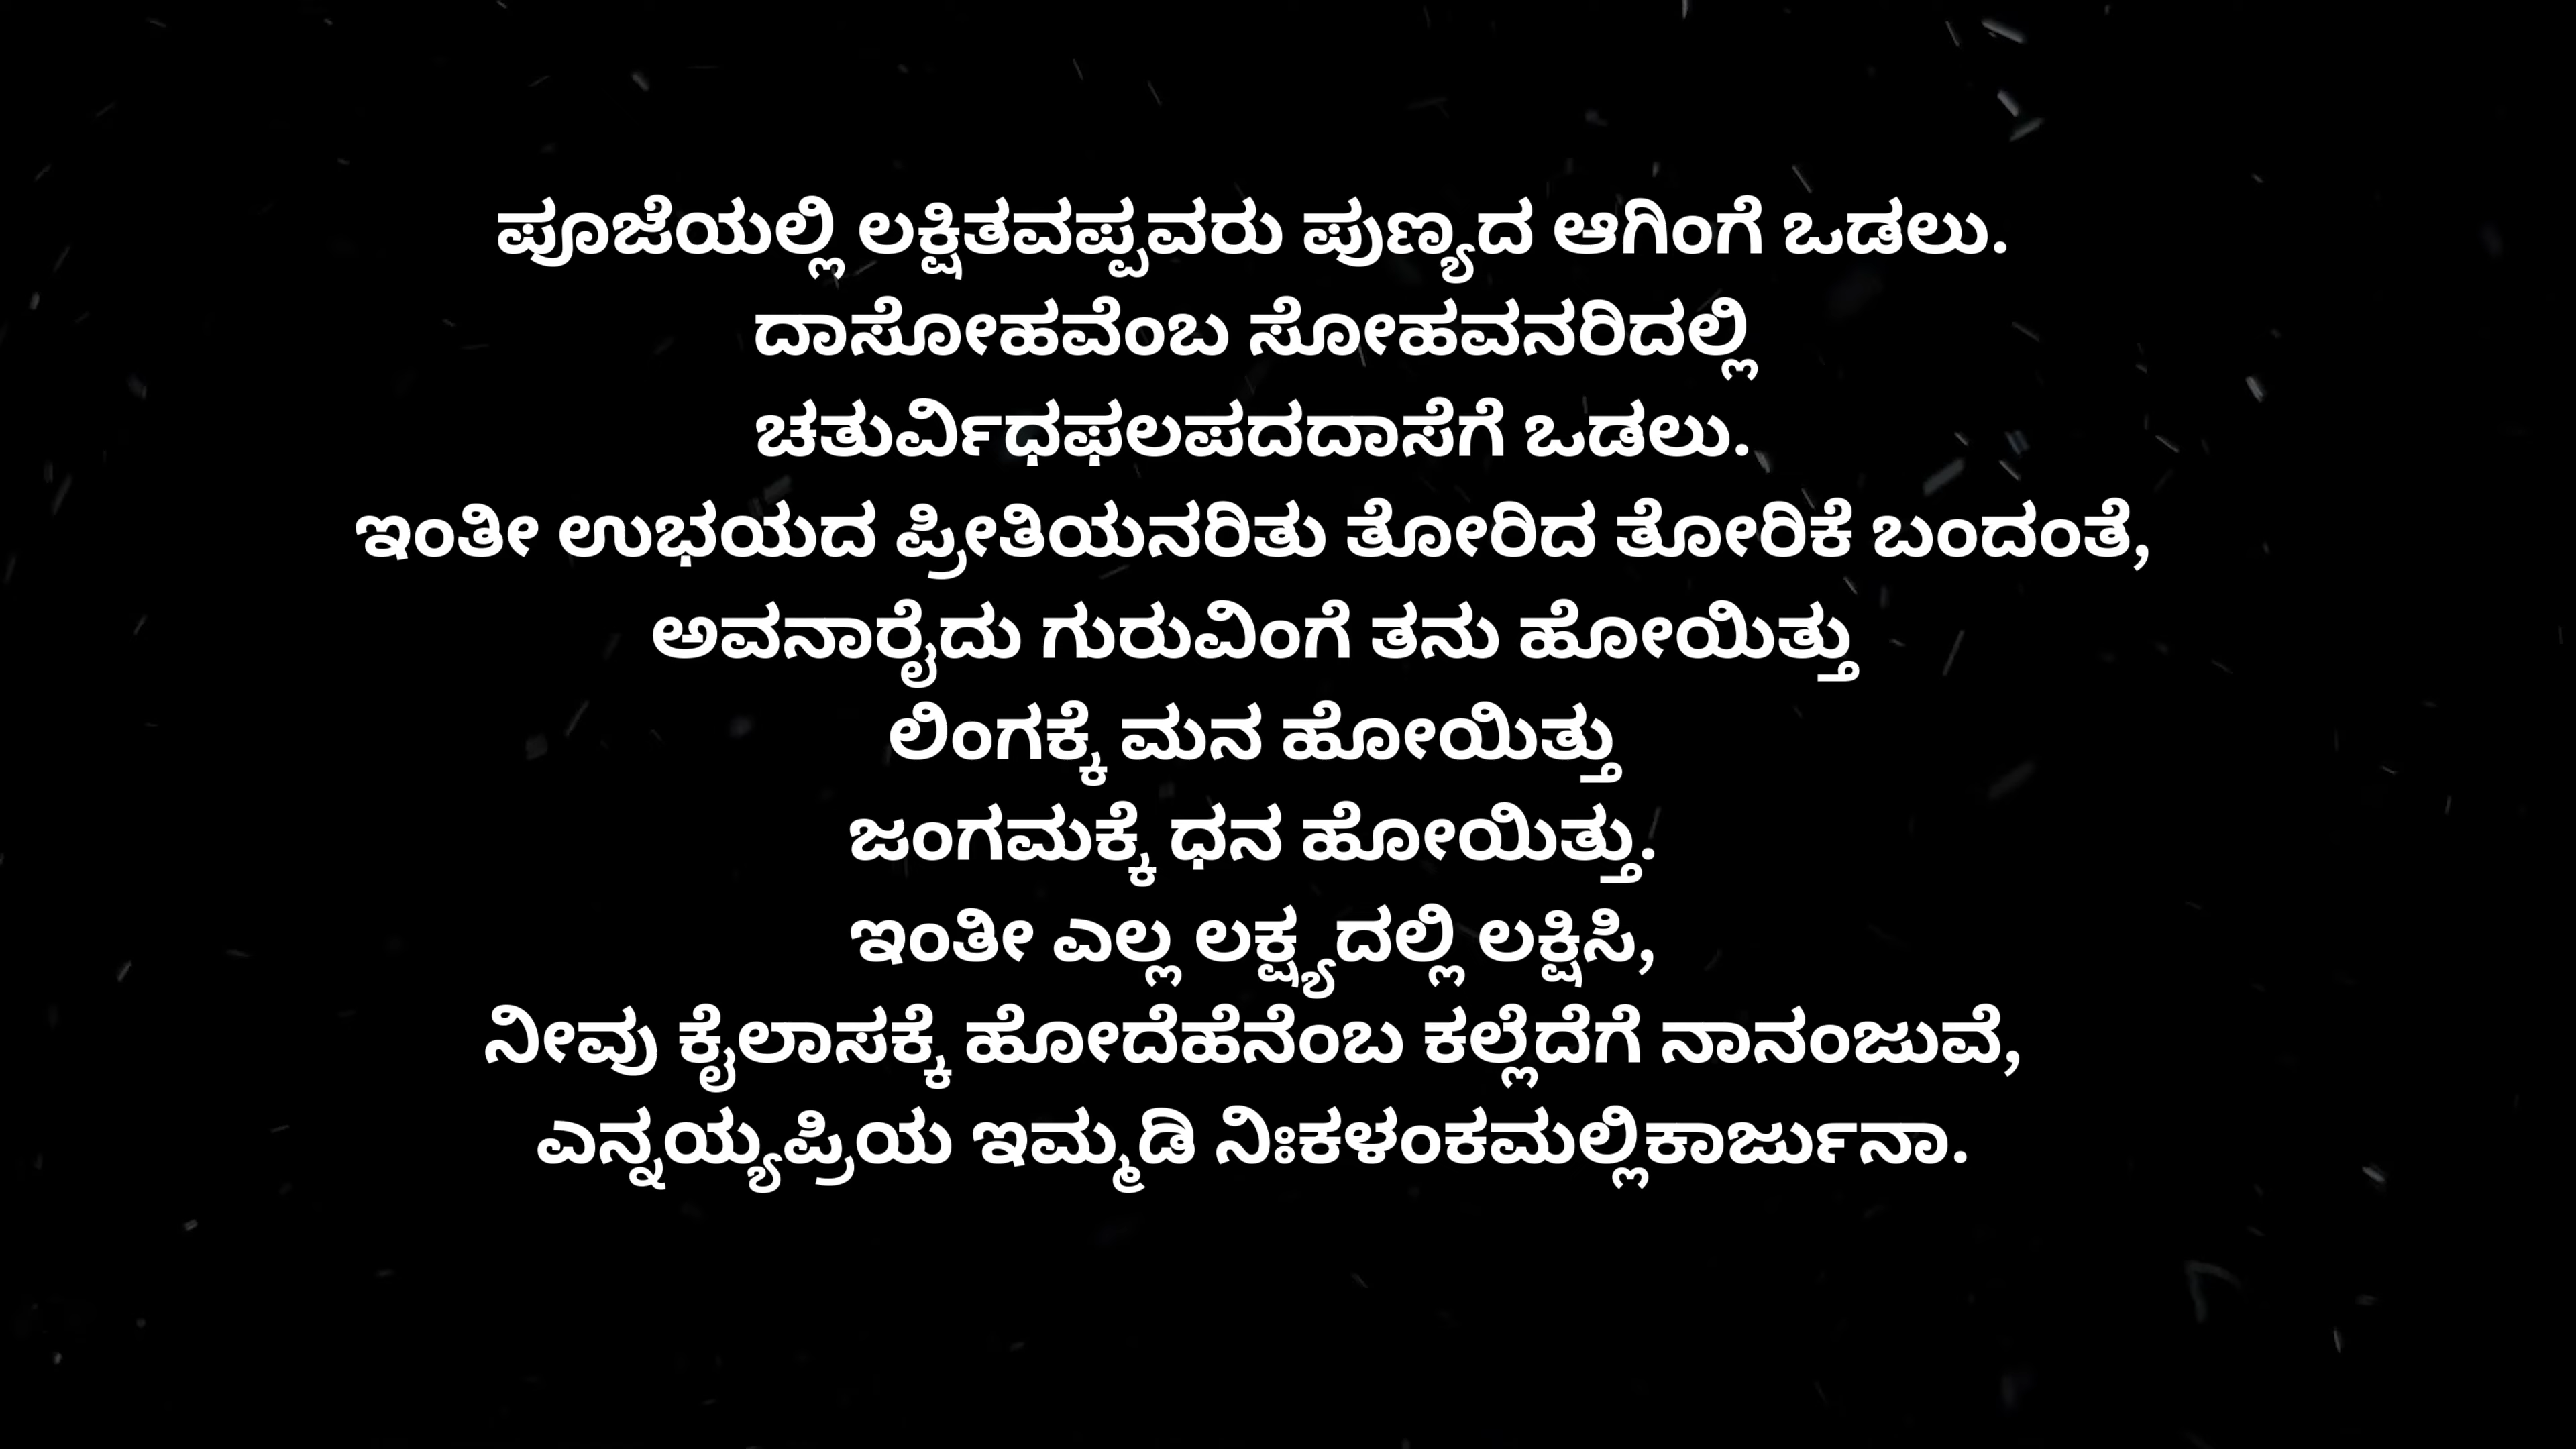 ಪೂಜೆಯಲ್ಲಿ ಲಕ್ಷಿತವಪ್ಪವರು ಪುಣ್ಯದ ಆಗಿಂಗೆ ಒಡಲು.
ದಾಸೋಹವೆಂಬ ಸೋಹವನರಿದಲ್ಲಿ
ಚತುರ್ವಿಧಫಲಪದದಾಸೆಗೆ ಒಡಲು.
ಇಂತೀ ಉಭಯದ ಪ್ರೀತಿಯನರಿತು ತೋರಿದ ತೋರಿಕೆ ಬಂದಂತೆ,
ಅವನಾರೈದು ಗುರುವಿಂಗೆ ತನು ಹೋಯಿತ್ತು
ಲಿಂಗಕ್ಕೆ ಮನ ಹೋಯಿತ್ತು
ಜಂಗಮಕ್ಕೆ ಧನ ಹೋಯಿತ್ತು.
ಇಂತೀ ಎಲ್ಲ ಲಕ್ಷ್ಯದಲ್ಲಿ ಲಕ್ಷಿಸಿ,
ನೀವು ಕೈಲಾಸಕ್ಕೆ ಹೋದೆಹೆನೆಂಬ ಕಲ್ಲೆದೆಗೆ ನಾನಂಜುವೆ,
ಎನ್ನಯ್ಯಪ್ರಿಯ ಇಮ್ಮಡಿ ನಿಃಕಳಂಕಮಲ್ಲಿಕಾರ್ಜುನಾ.